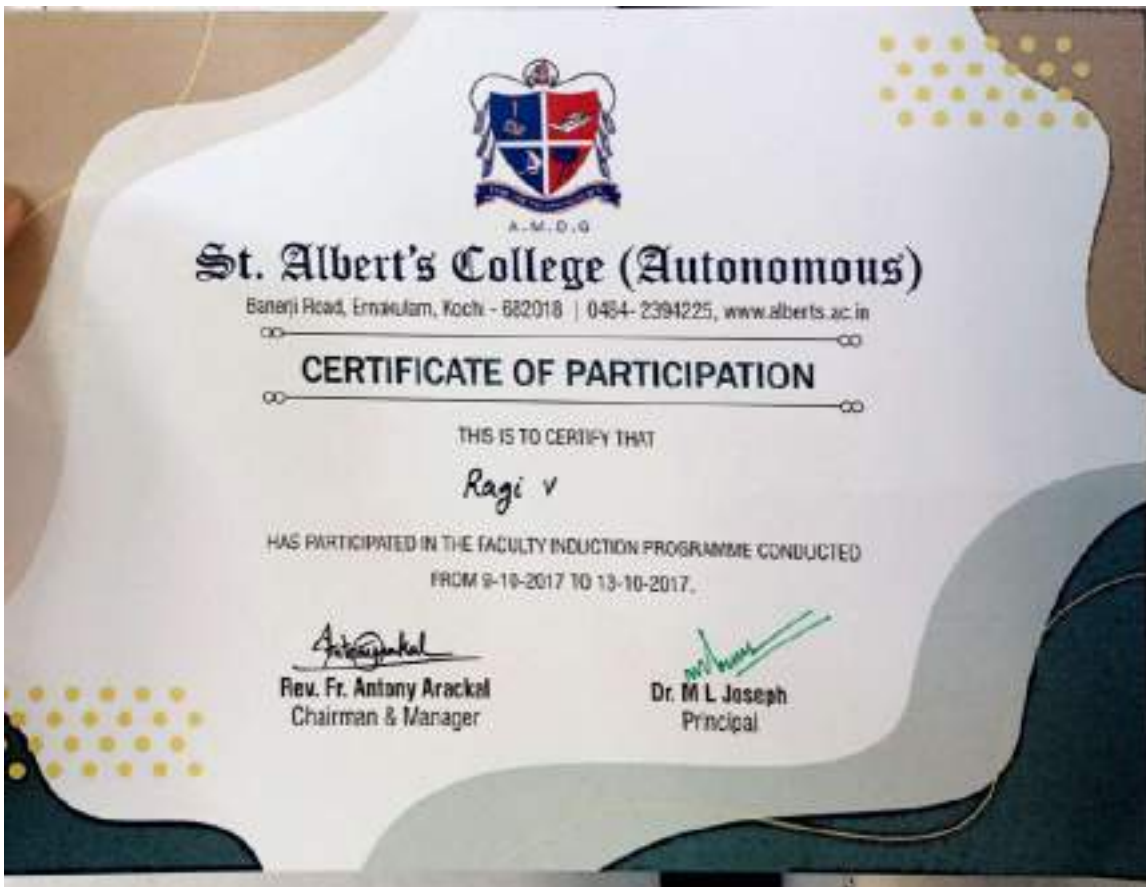 A.M.D.G
St. Albert's College (Autonomous)
Banerji Road, Ernakulam, Kochi - 682018 | 0484- 2394225, www.alberts.ac.in
CERTIFICATE OF PARTICIPATION
THIS IS TO CERTIFY THAT
Ragi V
HAS PARTICIPATED IN THE FACULTY INDUCTION PROGRAMME CONDUCTED
FROM 9-10-2017 TO 13-10-2017.
Rev. Fr. Antony Arackal
Chairman & Manager
Dr. M L Joseph
Principal